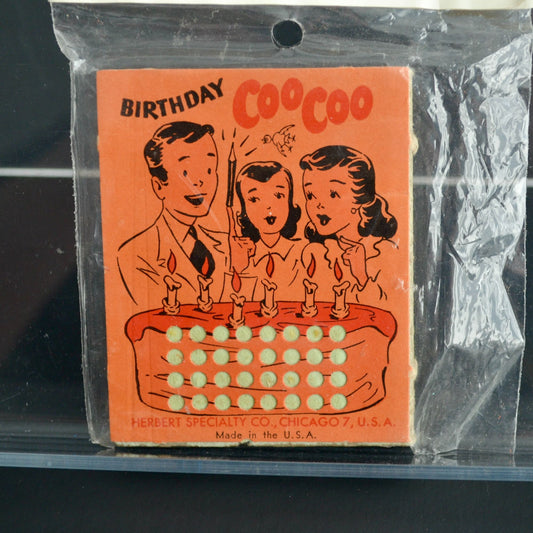 BIRTHDAY COO COO
HERBERT SPECIALTY CO., CHICAGO 7, U.S.A.
Made in the U.S.A.